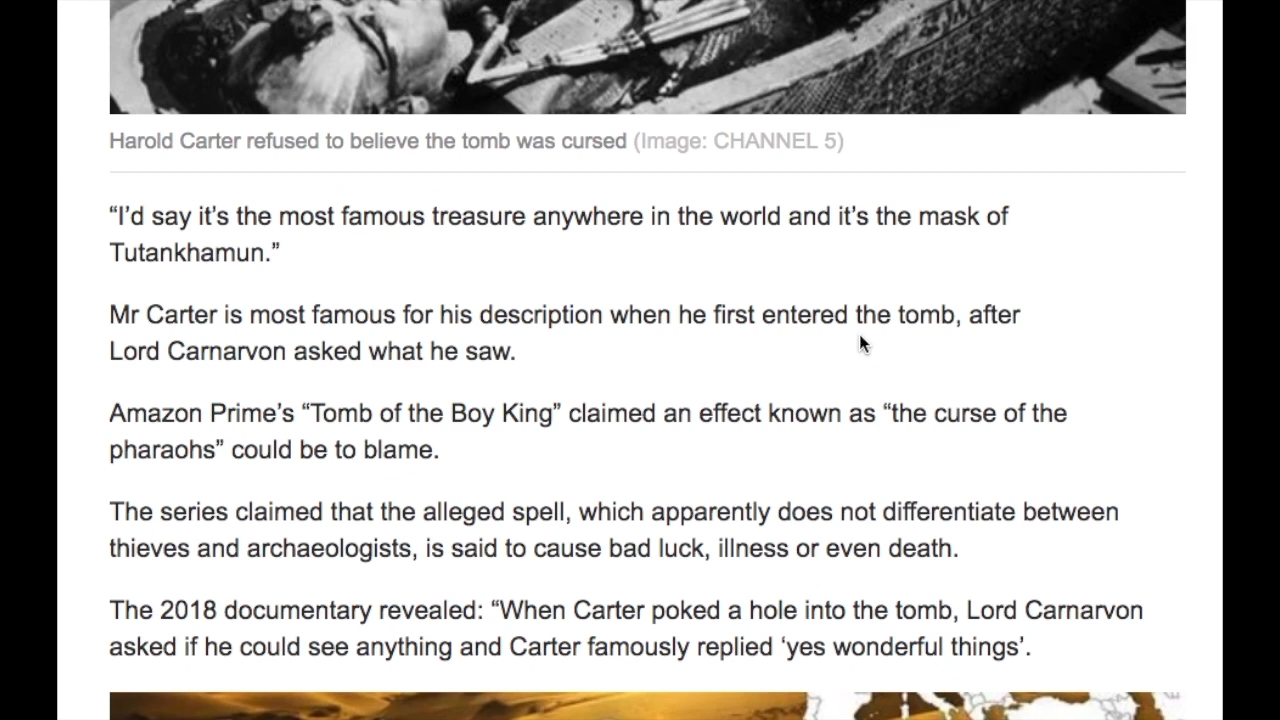 Harold Carter refused to believe the tomb was cursed (Image: CHANNEL 5)
“I’d say it’s the most famous treasure anywhere in the world and it’s the mask of
Tutankhamun.”
Mr Carter is most famous for his description when he first entered the tomb, after
Lord Carnarvon asked what he saw.
Amazon Prime’s “Tomb of the Boy King” claimed an effect known as “the curse of the
pharaohs” could be to blame.
The series claimed that the alleged spell, which apparently does not differentiate between
thieves and archaeologists, is said to cause bad luck, illness or even death.
The 2018 documentary revealed: “When Carter poked a hole into the tomb, Lord Carnarvon
asked if he could see anything and Carter famously replied ‘yes wonderful things’.